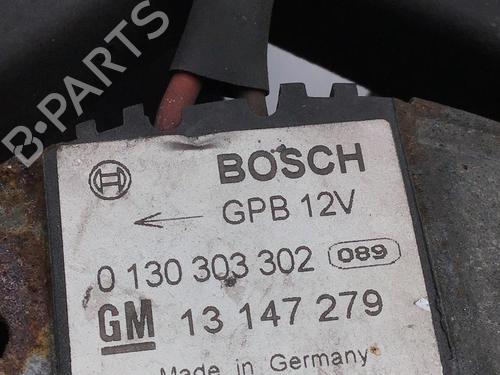 B-PARTS
BOSCH
GPB 12V
0 130 303 302 089
GM 13 147 279
Made in Germany